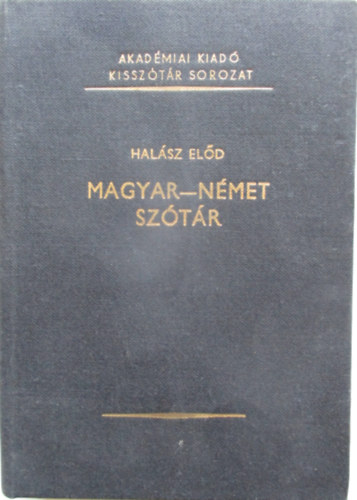 AKADÉMIAI KIADÓ
KISSZÓTÁR SOROZAT
HALÁSZ ELŐD
MAGYAR—NÉMET
SZÓTÁR